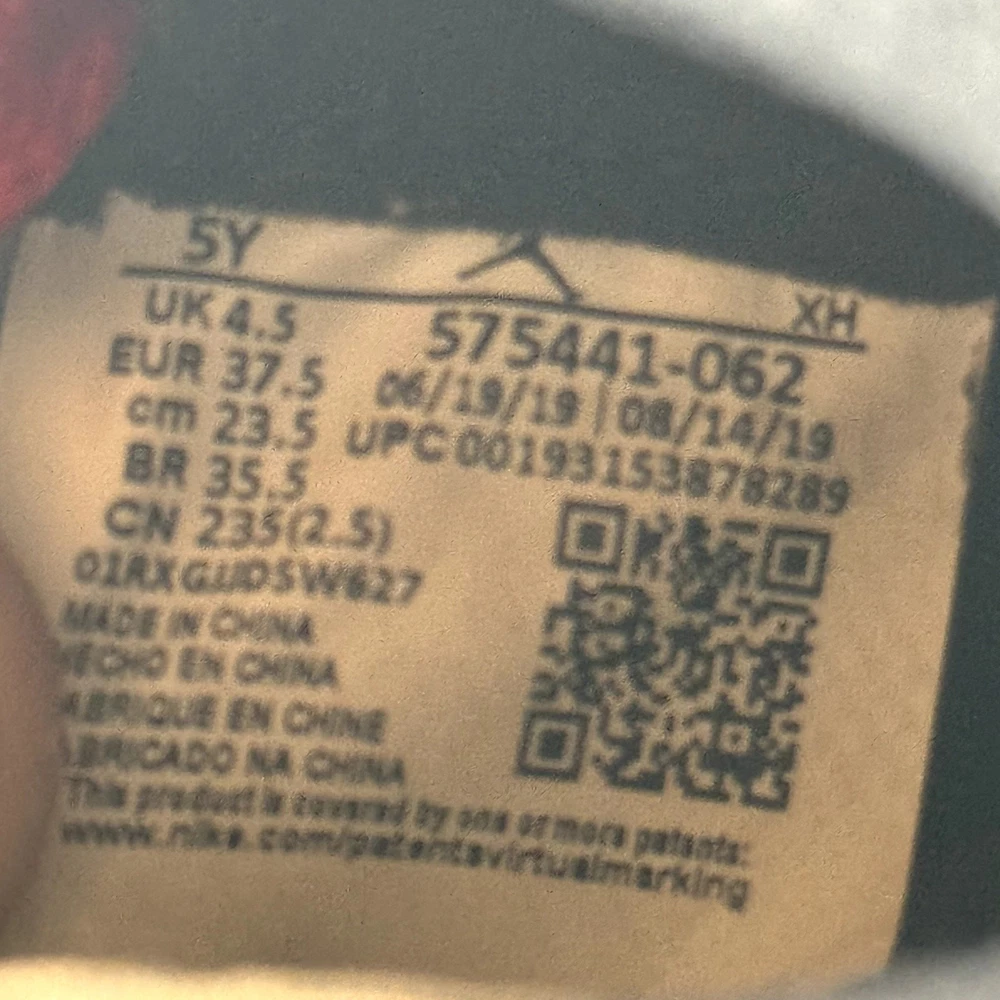 5Y
XH
UK 4.5
EUR 37.5
cm 23.5
BR 35.5
CN 235(2.5)
575441-062
06/19/19 | 08/14/19
UPC 00193153878289
MADE IN CHINA
HECHO EN CHINA
EN CHINE
NA CHINA
This product is covered by one or more patents:
www.nike.com/patentsvirtualmarking